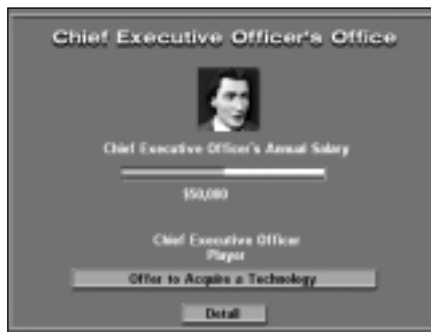 Chief Executive Officer's Office
Chief Executive Officer's Annual Salary
$50,000
Chief Executive Officer
Player
Offer to Acquire a Technology
Detail